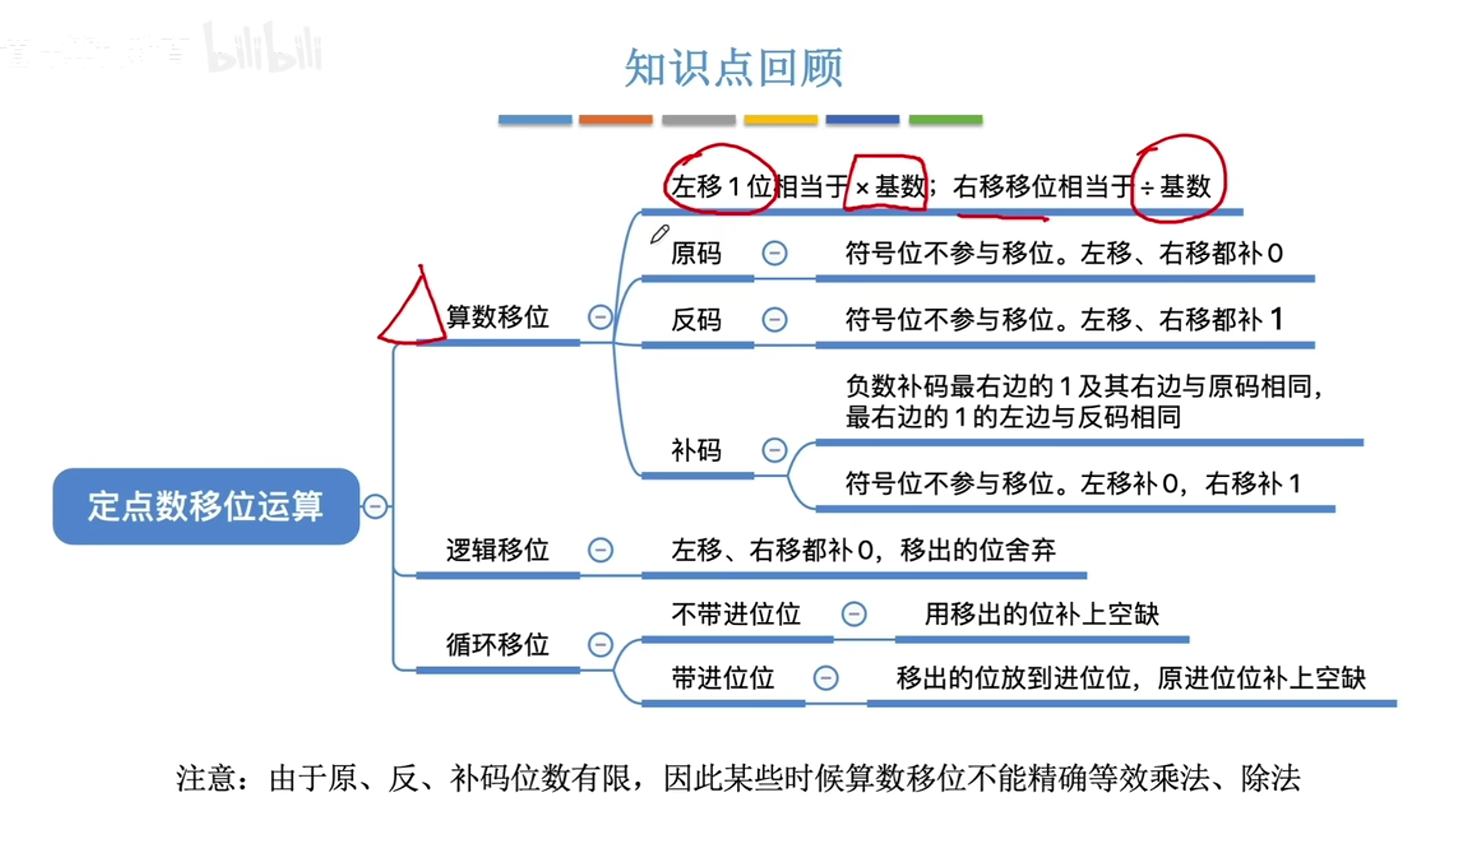 bilibili
知识点回顾
左移1位相当于×基数；右移移位相当于÷基数
原码
符号位不参与移位。左移、右移都补0
算数移位
反码
符号位不参与移位。左移、右移都补1
负数补码最右边的1及其右边与原码相同，
最右边的1的左边与反码相同
补码
符号位不参与移位。左移补0，右移补1
定点数移位运算
逻辑移位
左移、右移都补0，移出的位舍弃
不带进位位
用移出的位补上空缺
循环移位
带进位位
移出的位放到进位位，原进位位补上空缺
注意：由于原、反、补码位数有限，因此某些时候算数移位不能精确等效乘法、除法